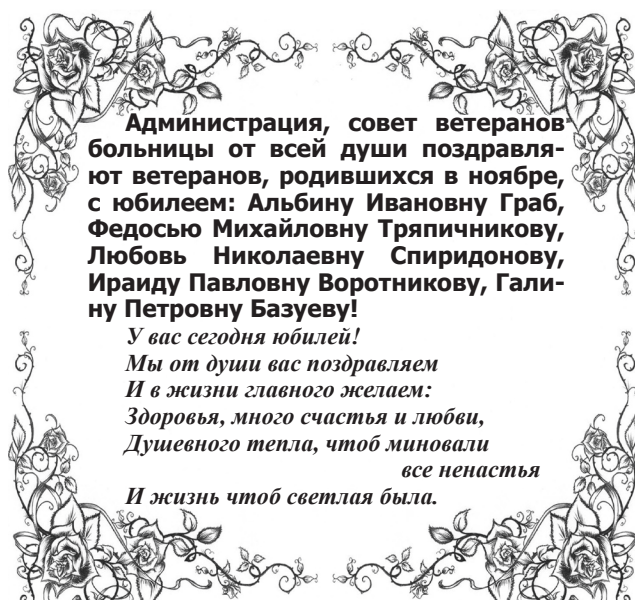 Администрация, совет ветеранов
больницы от всей души поздравля-
ют ветеранов, родившихся в ноябре,
с юбилеем: Альбину Ивановну Граб,
Федосью Михайловну Тряпичникову,
Любовь Николаевну Спиридонову,
Ираиду Павловну Воротникову, Гали-
ну Петровну Базуеву!
У вас сегодня юбилей!
Мы от души вас поздравляем
И в жизни главного желаем:
Здоровья, много счастья и любви,
Душевного тепла, чтоб миновали
все ненастья
И жизнь чтоб светлая была.